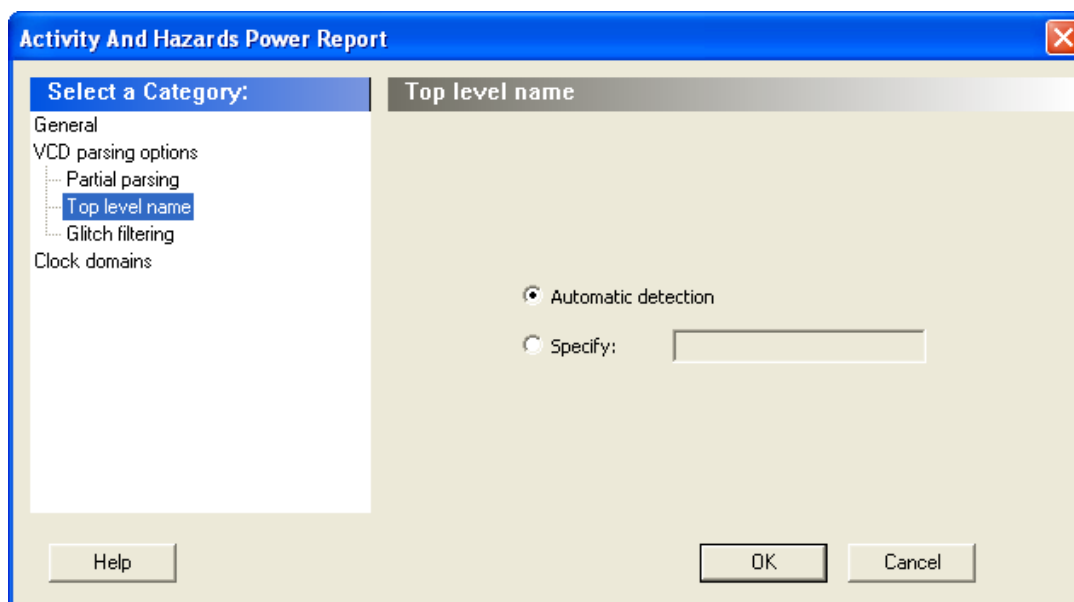 Activity And Hazards Power Report
Select a Category:
General
VCD parsing options
Partial parsing
Top level name
Glitch filtering
Clock domains
Top level name
Automatic detection
Specify:
Help
OK
Cancel